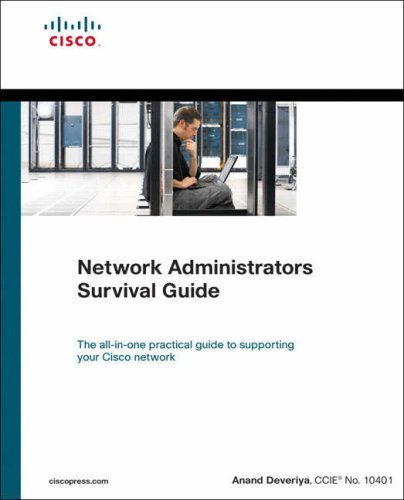 CISCO
Network Administrators
Survival Guide
The all-in-one practical guide to supporting
your Cisco network
ciscopress.com
Anand Deveriya, CCIE® No. 10401